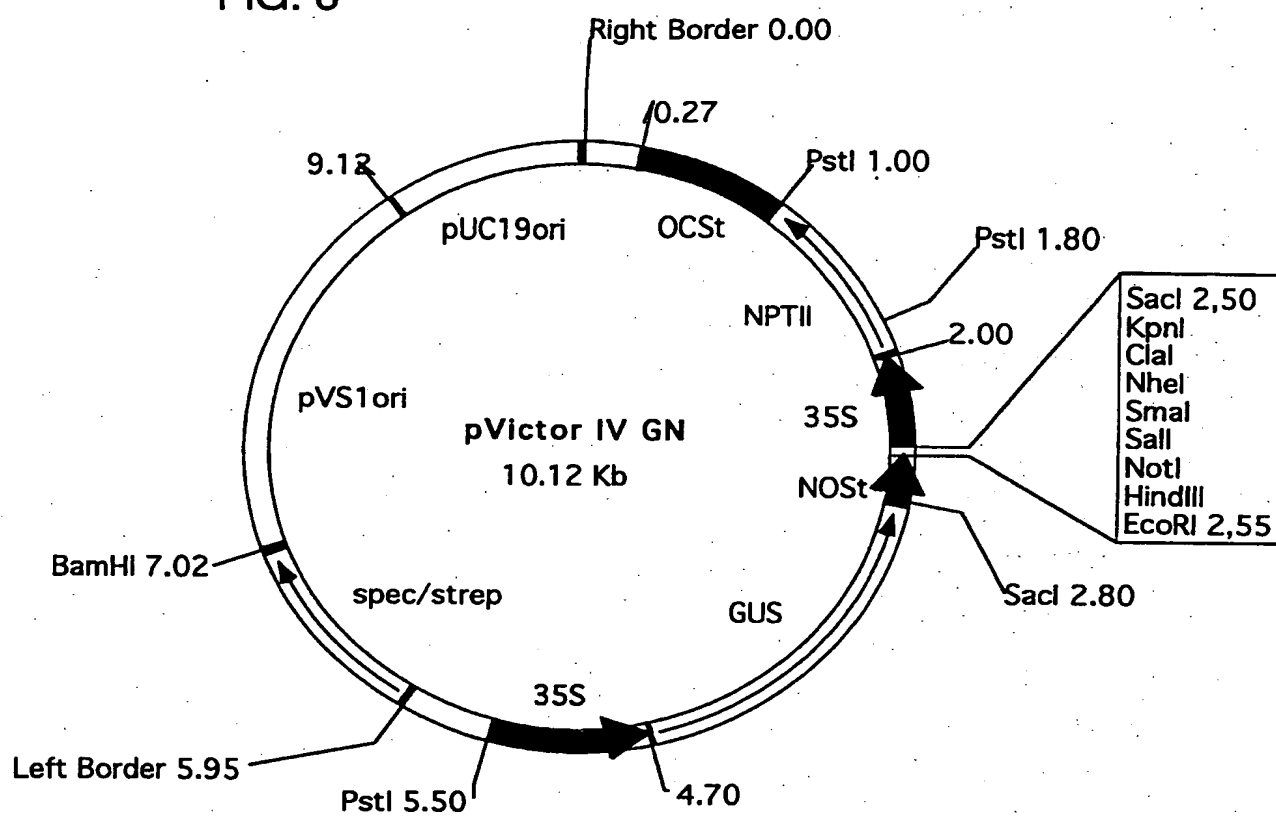 FIG. 6
Right Border 0.00
0.27
9.12
PstI 1.00
pUC19ori
OCSt
PstI 1.80
NPTII
2.00
SacI 2,50
KpnI
ClaI
NheI
SmaI
SalI
NotI
HindIII
EcoRI 2,55
pVS1ori
35S
pVictor IV GN
10.12 Kb
NOSt
BamHI 7.02
spec/strep
SacI 2.80
GUS
35S
Left Border 5.95
PstI 5.50
4.70